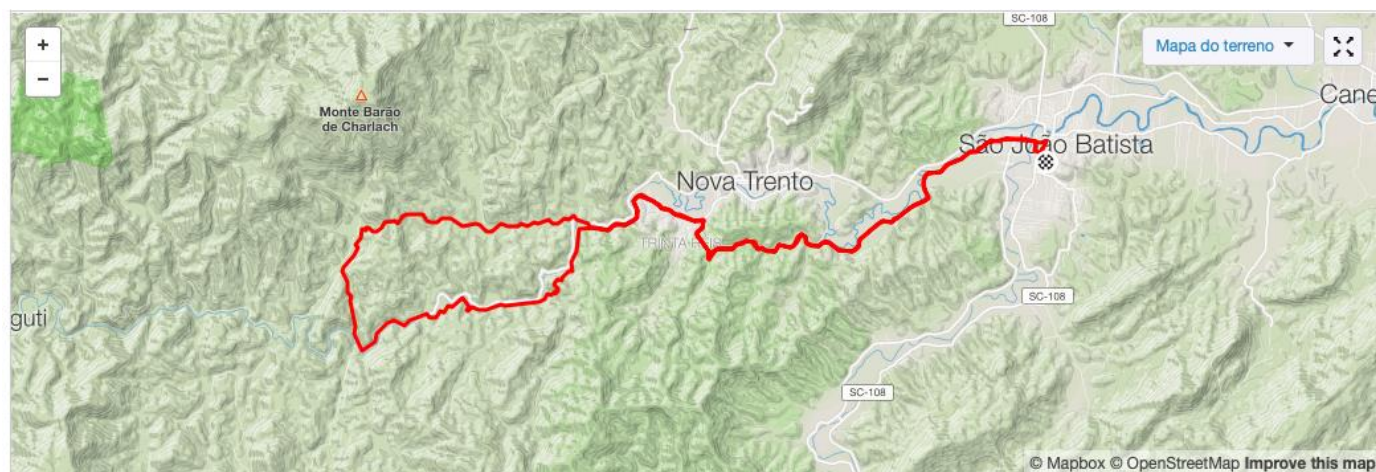 SC-108
+
−
Mapa do terreno
Monte Barão
de Charlach
Cane
São João Batista
Nova Trento
SC-108
guti
SC-108
© Mapbox © OpenStreetMap Improve this map